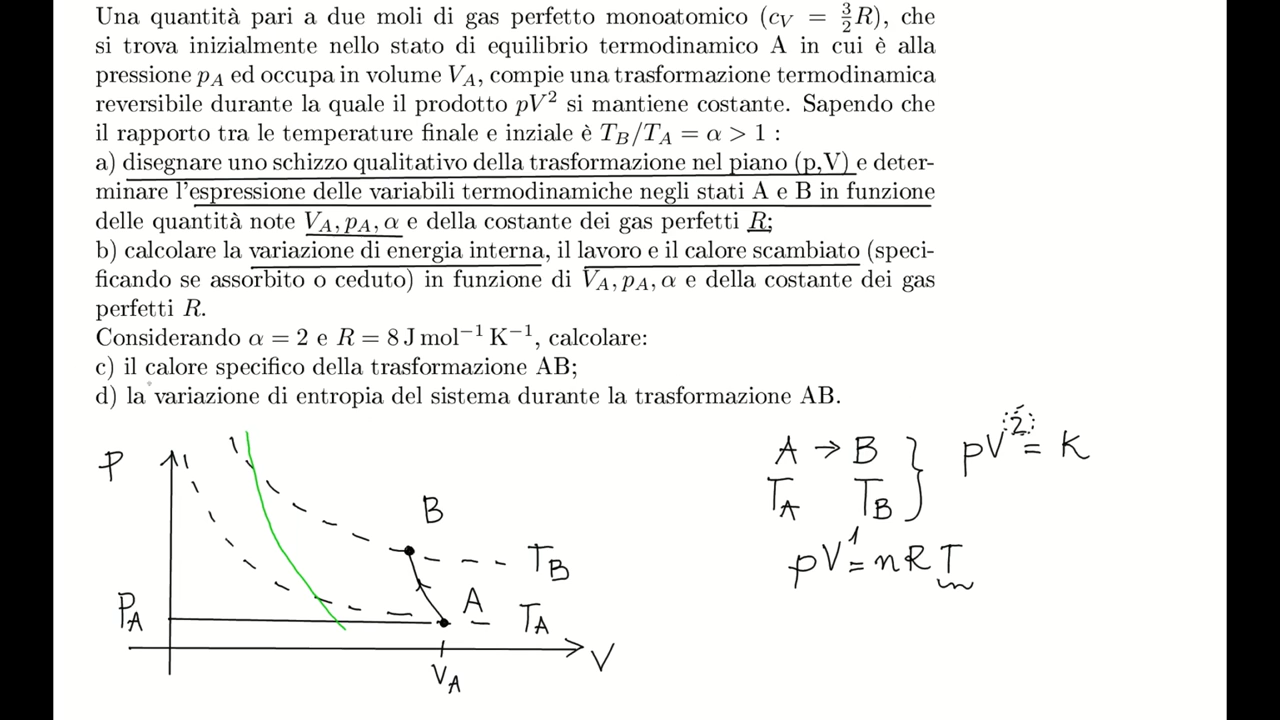 Una quantità pari a due moli di gas perfetto monoatomico (c_V = 3/2 R), che
si trova inizialmente nello stato di equilibrio termodinamico A in cui è alla
pressione p_A ed occupa in volume V_A, compie una trasformazione termodinamica
reversibile durante la quale il prodotto pV² si mantiene costante. Sapendo che
il rapporto tra le temperature finale e inziale è T_B/T_A = α > 1 :
a) disegnare uno schizzo qualitativo della trasformazione nel piano (p,V) e deter-
minare l'espressione delle variabili termodinamiche negli stati A e B in funzione
delle quantità note V_A, p_A, α e della costante dei gas perfetti R;
b) calcolare la variazione di energia interna, il lavoro e il calore scambiato (speci-
ficando se assorbito o ceduto) in funzione di V_A, p_A, α e della costante dei gas
perfetti R.
Considerando α = 2 e R = 8 J mol⁻¹ K⁻¹, calcolare:
c) il calore specifico della trasformazione AB;
d) la variazione di entropia del sistema durante la trasformazione AB.
P
B
T_B
P_A
A
T_A
V
V_A
A → B } pV² = K
T_A T_B
pV¹ = nRT